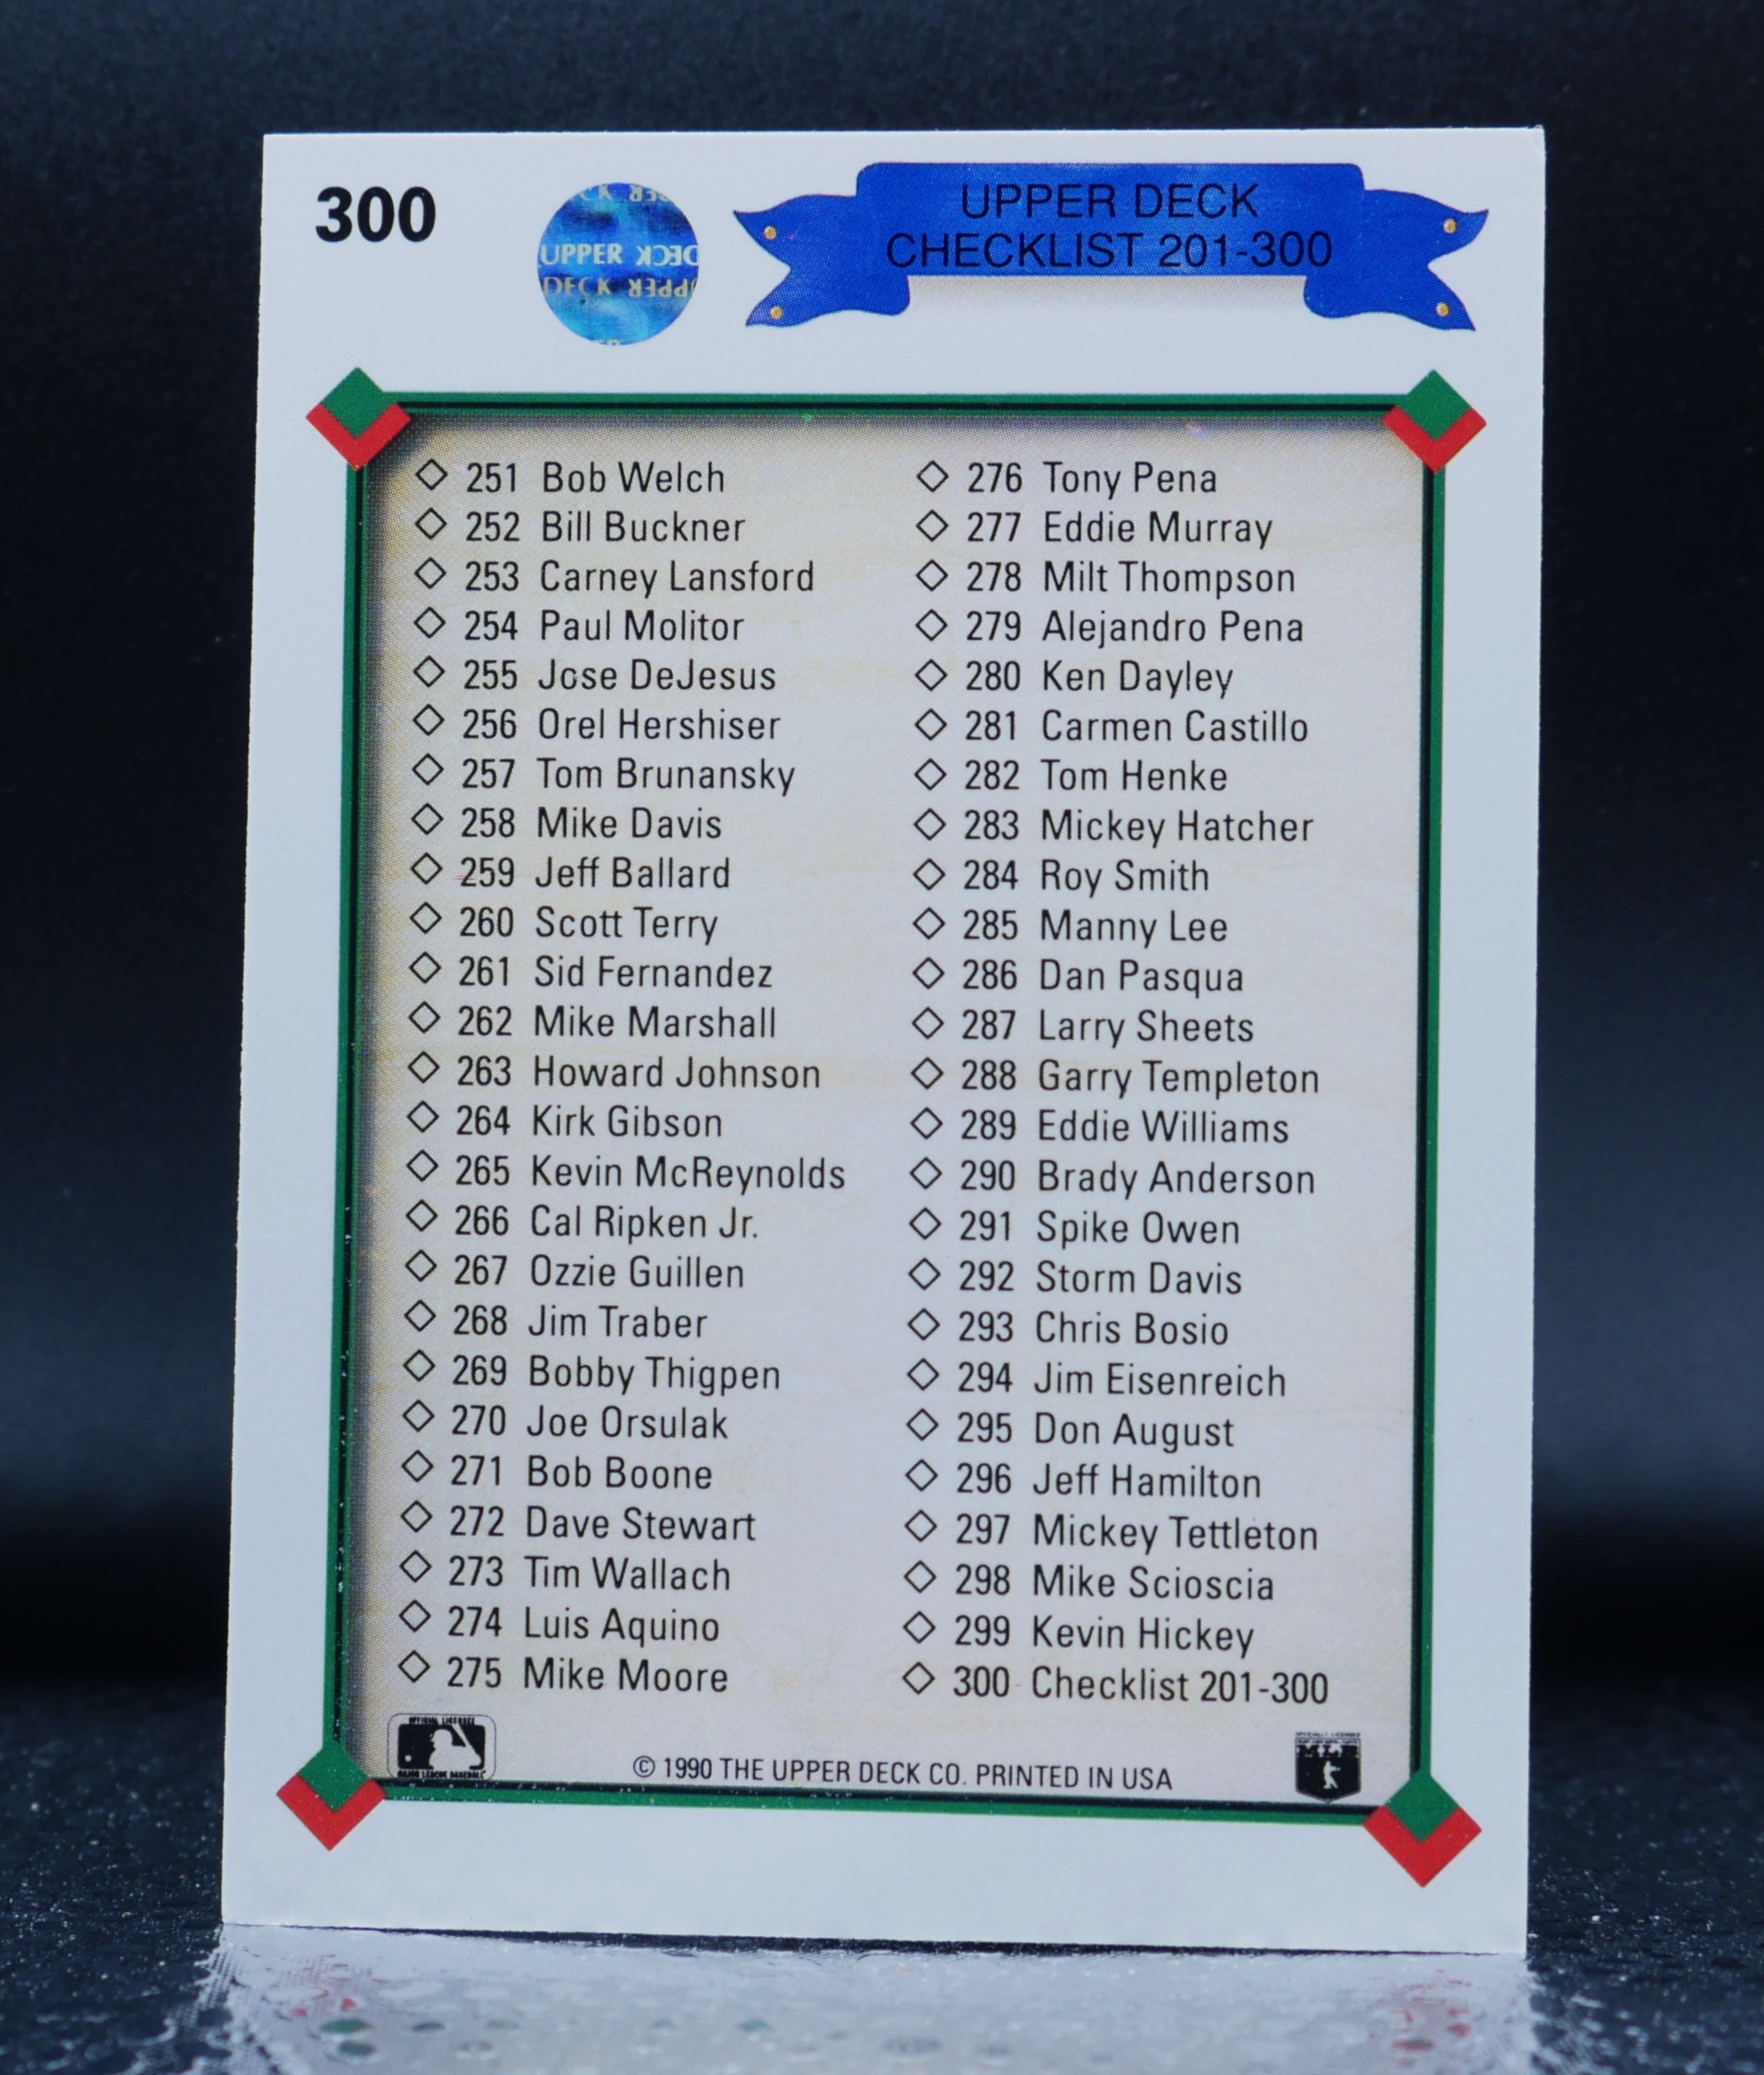 300
UPPER DECK
DECK UPPER
UPPER DECK
CHECKLIST 201-300
251 Bob Welch
252 Bill Buckner
253 Carney Lansford
254 Paul Molitor
255 Jose DeJesus
256 Orel Hershiser
257 Tom Brunansky
258 Mike Davis
259 Jeff Ballard
260 Scott Terry
261 Sid Fernandez
262 Mike Marshall
263 Howard Johnson
264 Kirk Gibson
265 Kevin McReynolds
266 Cal Ripken Jr.
267 Ozzie Guillen
268 Jim Traber
269 Bobby Thigpen
270 Joe Orsulak
271 Bob Boone
272 Dave Stewart
273 Tim Wallach
274 Luis Aquino
275 Mike Moore
276 Tony Pena
277 Eddie Murray
278 Milt Thompson
279 Alejandro Pena
280 Ken Dayley
281 Carmen Castillo
282 Tom Henke
283 Mickey Hatcher
284 Roy Smith
285 Manny Lee
286 Dan Pasqua
287 Larry Sheets
288 Garry Templeton
289 Eddie Williams
290 Brady Anderson
291 Spike Owen
292 Storm Davis
293 Chris Bosio
294 Jim Eisenreich
295 Don August
296 Jeff Hamilton
297 Mickey Tettleton
298 Mike Scioscia
299 Kevin Hickey
300 Checklist 201-300
MAJOR LEAGUE BASEBALL
© 1990 THE UPPER DECK CO. PRINTED IN USA